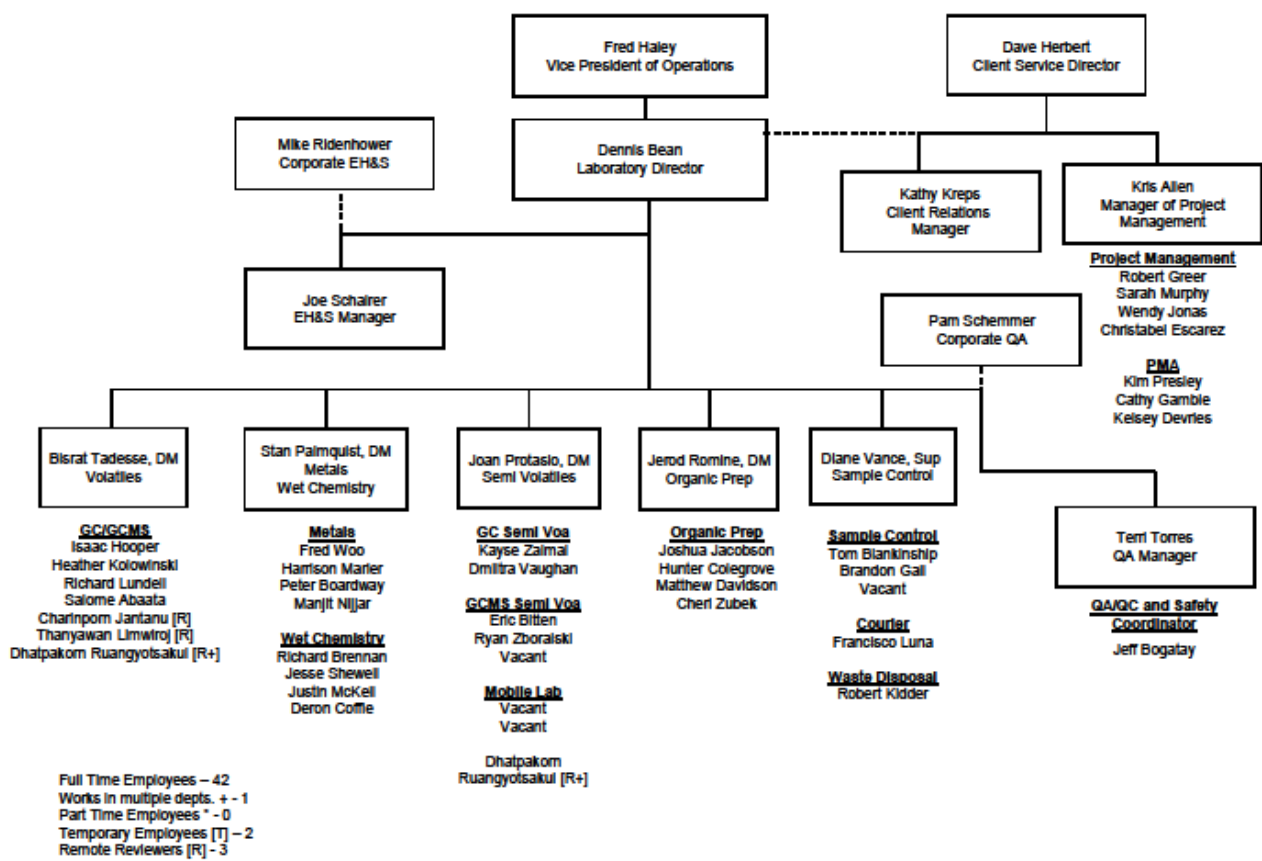 Fred Haley
Vice President of Operations
Dave Herbert
Client Service Director
Mike Ridenhower
Corporate EH&S
Dennis Bean
Laboratory Director
Kathy Kreps
Client Relations
Manager
Kris Allen
Manager of Project
Management
Project Management
Robert Greer
Sarah Murphy
Wendy Jonas
Christabel Escarez
PMA
Kim Presley
Cathy Gamble
Kelsey Devries
Joe Schairer
EH&S Manager
Pam Schemmer
Corporate QA
Bisrat Tadesse, DM
Volatiles
GC/GCMS
Isaac Hooper
Heather Kolowinski
Richard Lundell
Salome Abaata
Charinporn Jantanu [R]
Thanyawan Limwiroj [R]
Dhatpakorn Ruangyotsakul [R+]
Stan Palmquist, DM
Metals
Wet Chemistry
Metals
Fred Woo
Harrison Marler
Peter Boardway
Manjit Nijjar
Wet Chemistry
Richard Brennan
Jesse Shewell
Justin McKell
Deron Coffie
Joan Protasio, DM
Semi Volatiles
GC Semi Voa
Kayse Zalmai
Dmiitra Vaughan
GCMS Semi Voa
Eric Bitten
Ryan Zboralski
Vacant
Mobile Lab
Vacant
Vacant
Dhatpakorn
Ruangyotsakul [R+]
Jerod Romine, DM
Organic Prep
Organic Prep
Joshua Jacobson
Hunter Colegrove
Matthew Davidson
Cheri Zubek
Diane Vance, Sup
Sample Control
Sample Control
Tom Blankinship
Brandon Gall
Vacant
Courier
Francisco Luna
Waste Disposal
Robert Kidder
Terri Torres
QA Manager
QA/QC and Safety
Coordinator
Jeff Bogatay
Full Time Employees – 42
Works in multiple depts. + - 1
Part Time Employees * - 0
Temporary Employees [T] – 2
Remote Reviewers [R] - 3